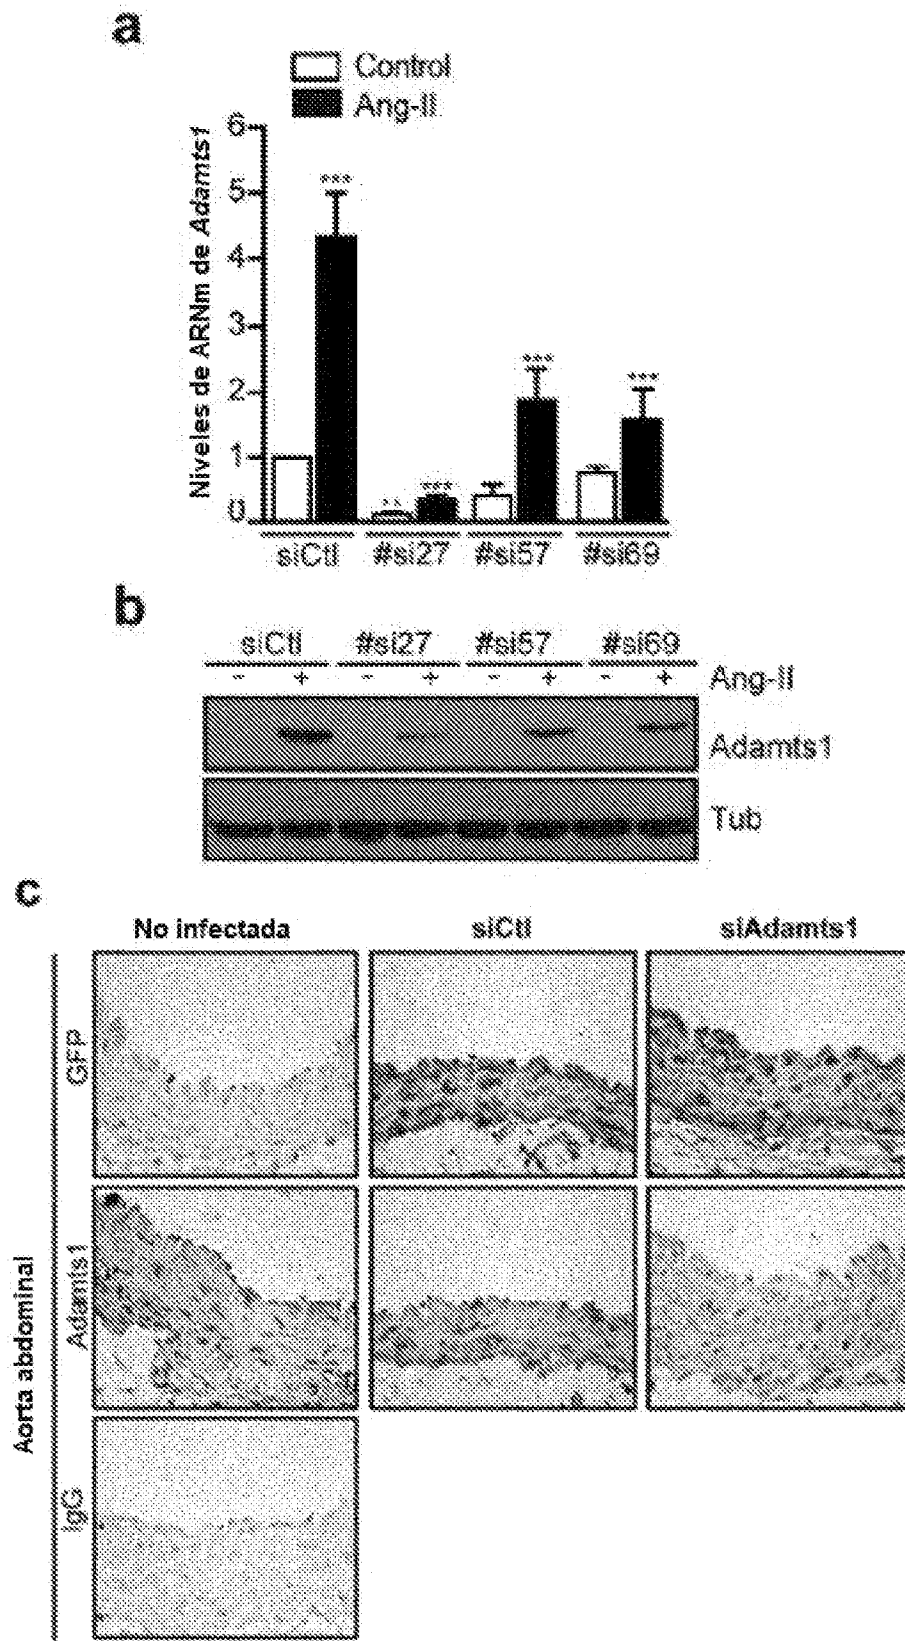 a
Control
Ang-II
Niveles de ARNm de Adamts1
6
5
4
3
2
1
0
***
** ***
***
***
siCtl #si27 #si57 #si69
b
siCtl #si27 #si57 #si69
- + - + - + - + Ang-II
Adamts1
Tub
c
No infectada siCtl siAdamts1
Aorta abdominal
GFP
Adamts1
IgG